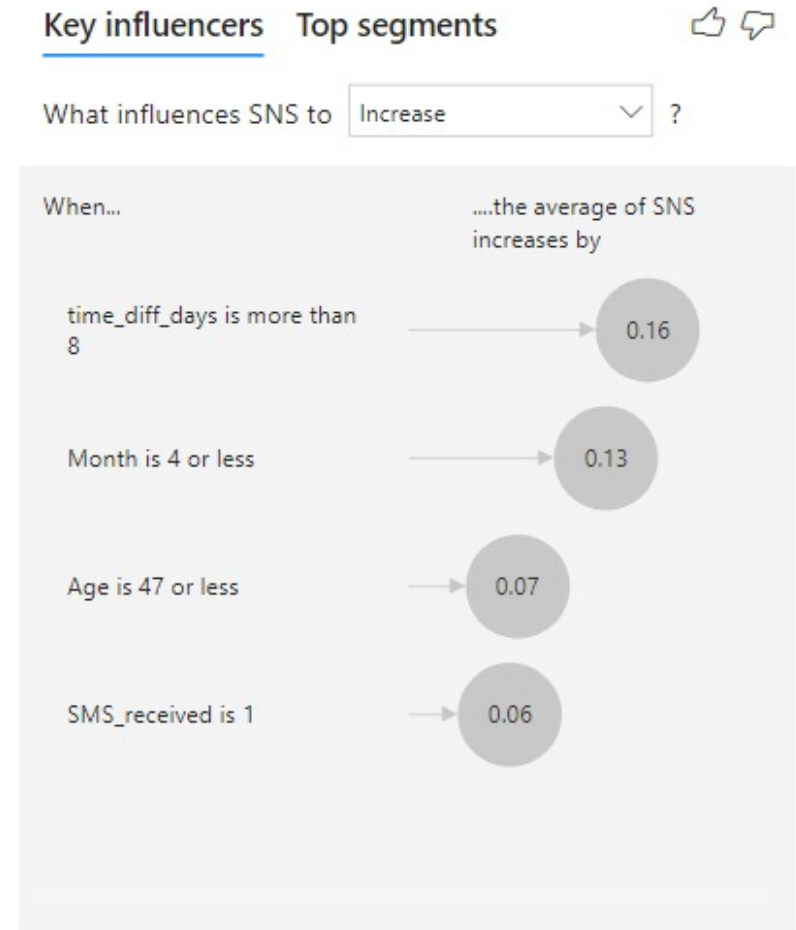 Key influencers Top segments
What influences SNS to Increase ?
When...
....the average of SNS
increases by
time_diff_days is more than
8
0.16
Month is 4 or less
0.13
Age is 47 or less
0.07
SMS_received is 1
0.06